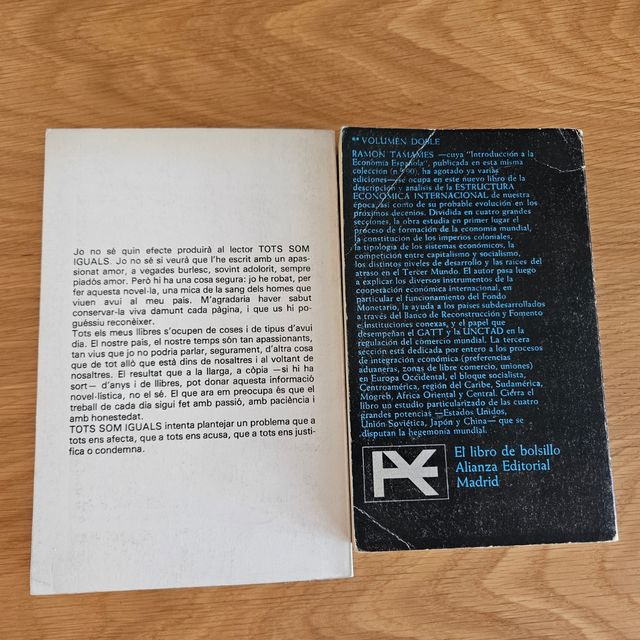 Jo no sé quin efecte produirà al lector TOTS SOM
IGUALS. Jo no sé si veurà que l'he escrit amb un apas-
sionat amor, a vegades burlesc, sovint adolorit, sempre
piadós amor. Però hi ha una cosa segura: jo he robat, per
fer aquesta novel·la, una mica de la sang dels homes que
viuen avui al meu país. M'agradaria haver sabut
conservar-la viva damunt cada pàgina, i que us hi po-
guéssiu reconèixer.
Tots els meus llibres s'ocupen de coses i de tipus d'avui
dia. El nostre país, el nostre temps són tan apassionants,
tan vius que jo no podria parlar, segurament, d'altra cosa
que de tot allò que està dins de nosaltres i al voltant de
nosaltres. El resultat que a la llarga, a còpia —si hi ha
sort— d'anys i de llibres, pot donar aquesta informació
novel·lística, no el sé. El que ara em preocupa és que el
treball de cada dia sigui fet amb passió, amb paciència i
amb honestedat.
TOTS SOM IGUALS intenta plantejar un problema que a
tots ens afecta, que a tots ens acusa, que a tots ens justi-
fica o condemna.
** VOLUMEN DOBLE
RAMON TAMAMES —cuya "Introducción a la
Economía Española", publicada en esta misma
colección (n.º 90), ha agotado ya varias
ediciones— se ocupa en este nuevo libro de la
descripción y análisis de la ESTRUCTURA
ECONOMICA INTERNACIONAL de nuestra
época, así como de su probable evolución en los
próximos decenios. Dividida en cuatro grandes
secciones, la obra estudia en primer lugar el
proceso de formación de la economía mundial,
la constitución de los imperios coloniales,
la tipología de los sistemas económicos, la
competición entre capitalismo y socialismo,
los distintos niveles de desarrollo y las raíces del
atraso en el Tercer Mundo. El autor pasa luego
a explicar los diversos instrumentos de la
cooperación económica internacional, en
particular el funcionamiento del Fondo
Monetario, la ayuda a los países subdesarrollados
a través del Banco de Reconstrucción y Fomento
e instituciones conexas, y el papel que
desempeñan el GATT y la UNCTAD en la
regulación del comercio mundial. La tercera
sección está dedicada por entero a los procesos
de integración económica (preferencias
aduaneras, zonas de libre comercio, uniones)
en Europa Occidental, el bloque socialista,
Centroamérica, región del Caribe, Sudamérica,
Mogreb, Africa Oriental y Central. Cierra el
libro un estudio particularizado de las cuatro
grandes potencias —Estados Unidos,
Unión Soviética, Japón y China— que se
disputan la hegemonía mundial.
El libro de bolsillo
Alianza Editorial
Madrid